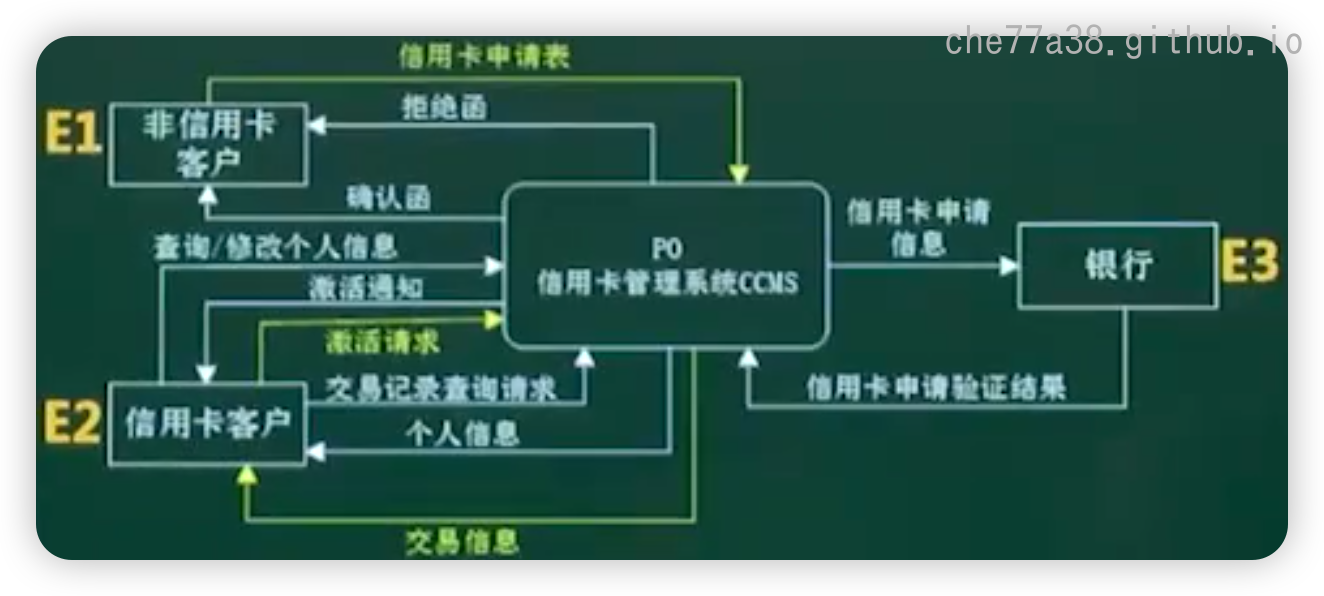 che77a38.github.io
信用卡申请表
E1
非信用卡
客户
拒绝函
确认函
查询/修改个人信息
激活通知
激活请求
P0
信用卡管理系统CCMS
信用卡申请
信息
银行
E3
E2
信用卡客户
交易记录查询请求
信用卡申请验证结果
个人信息
交易信息